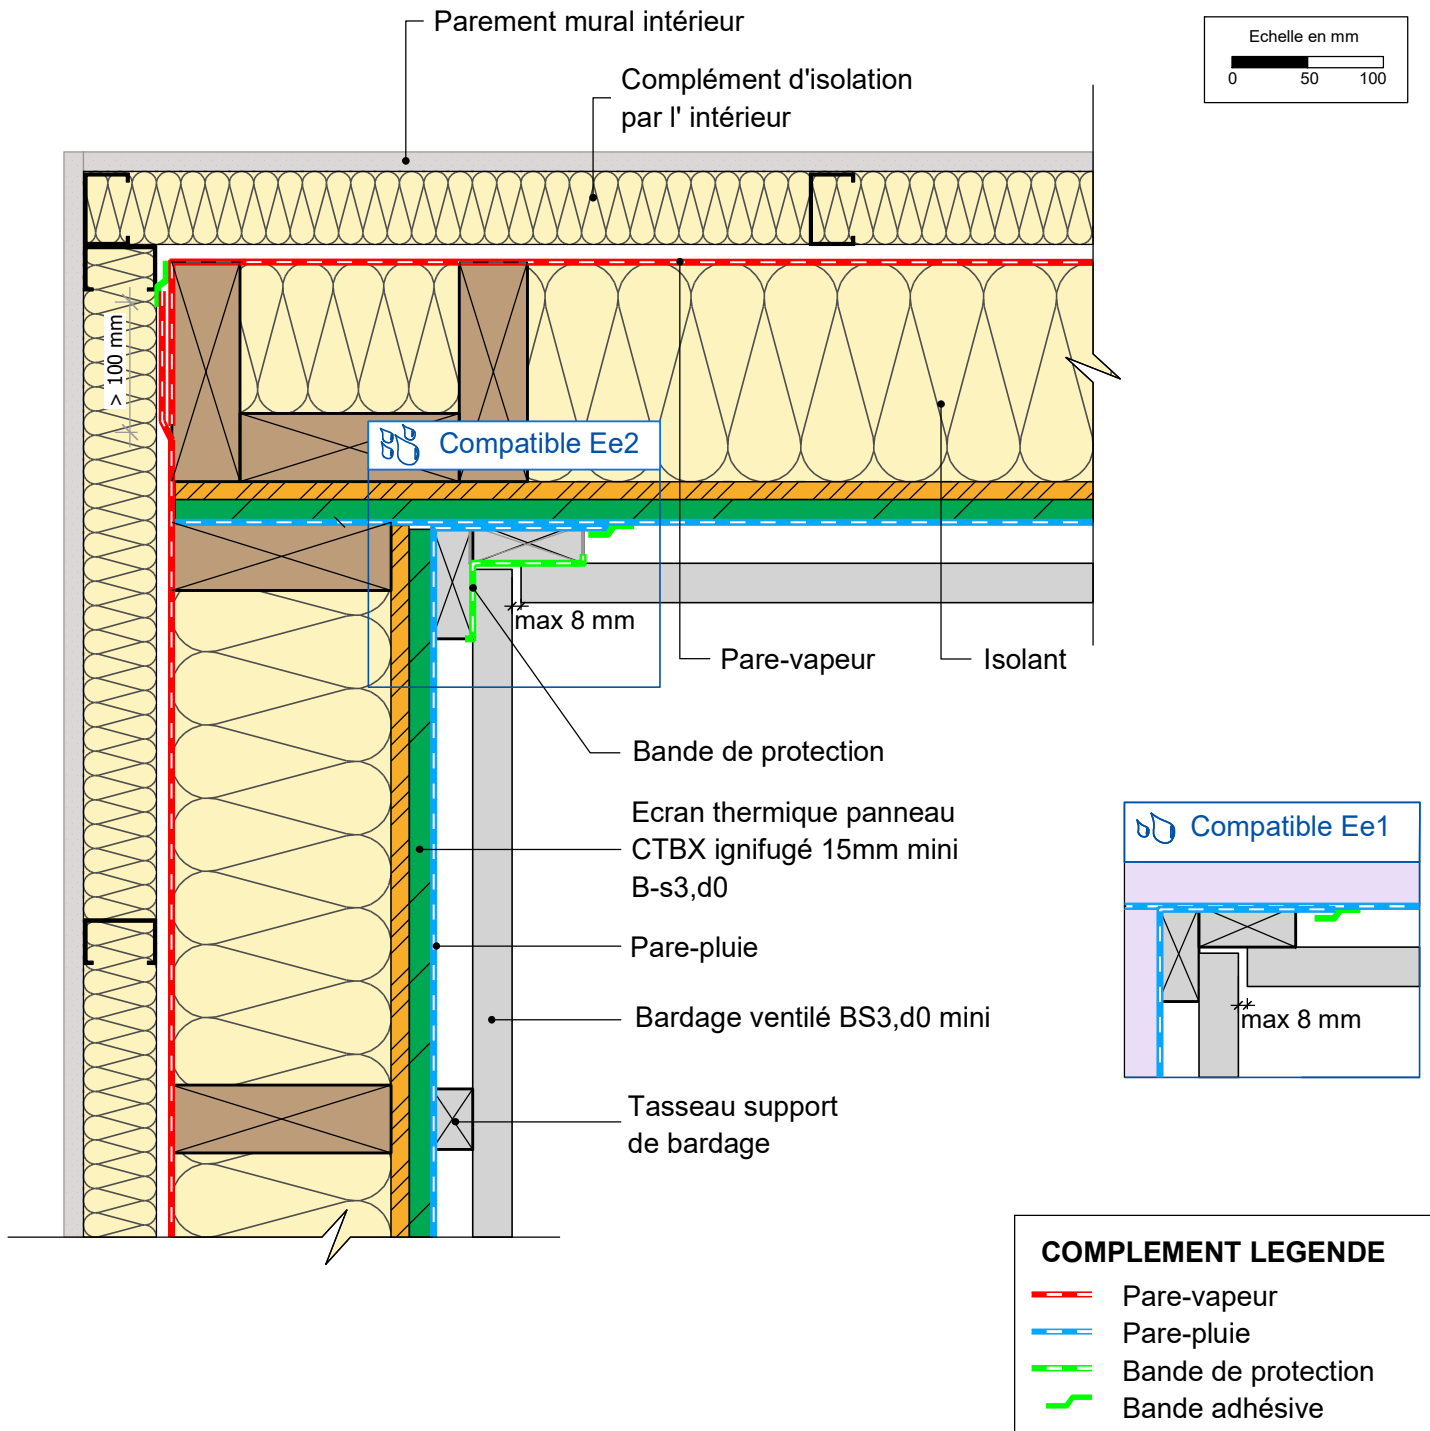 Parement mural intérieur
Echelle en mm
0 50 100
Complément d'isolation
par l' intérieur
> 100 mm
Compatible Ee2
max 8 mm
Pare-vapeur
Isolant
Bande de protection
Ecran thermique panneau
CTBX ignifugé 15mm mini
B-s3,d0
Compatible Ee1
Pare-pluie
Bardage ventilé BS3,d0 mini
max 8 mm
Tasseau support
de bardage
COMPLEMENT LEGENDE
Pare-vapeur
Pare-pluie
Bande de protection
Bande adhésive